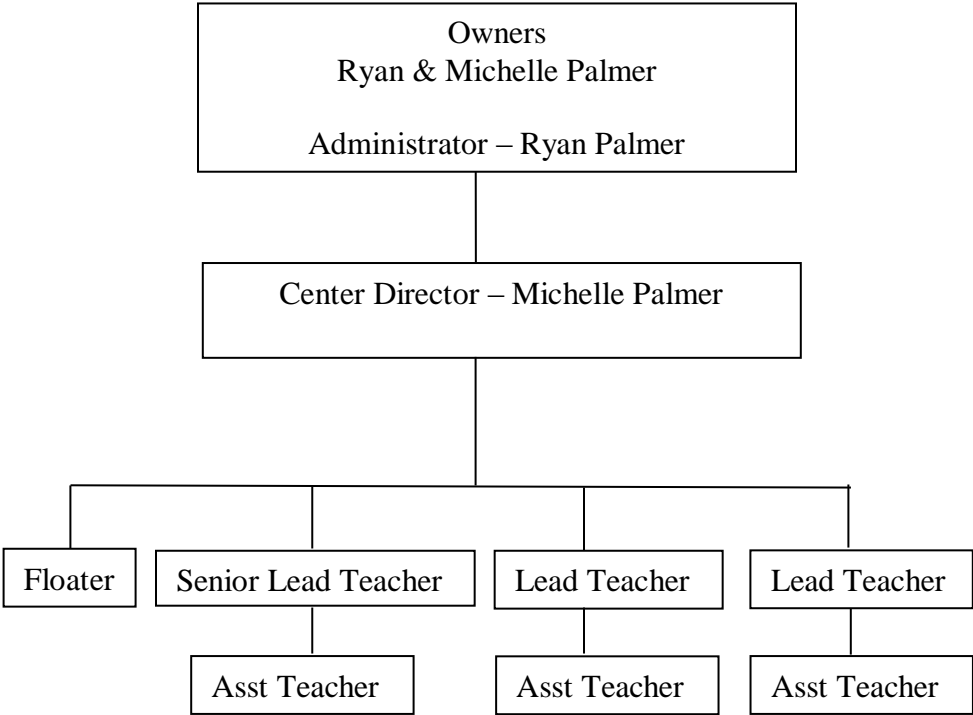 Owners
Ryan & Michelle Palmer
Administrator – Ryan Palmer
Center Director – Michelle Palmer
Floater
Senior Lead Teacher
Lead Teacher
Lead Teacher
Asst Teacher
Asst Teacher
Asst Teacher